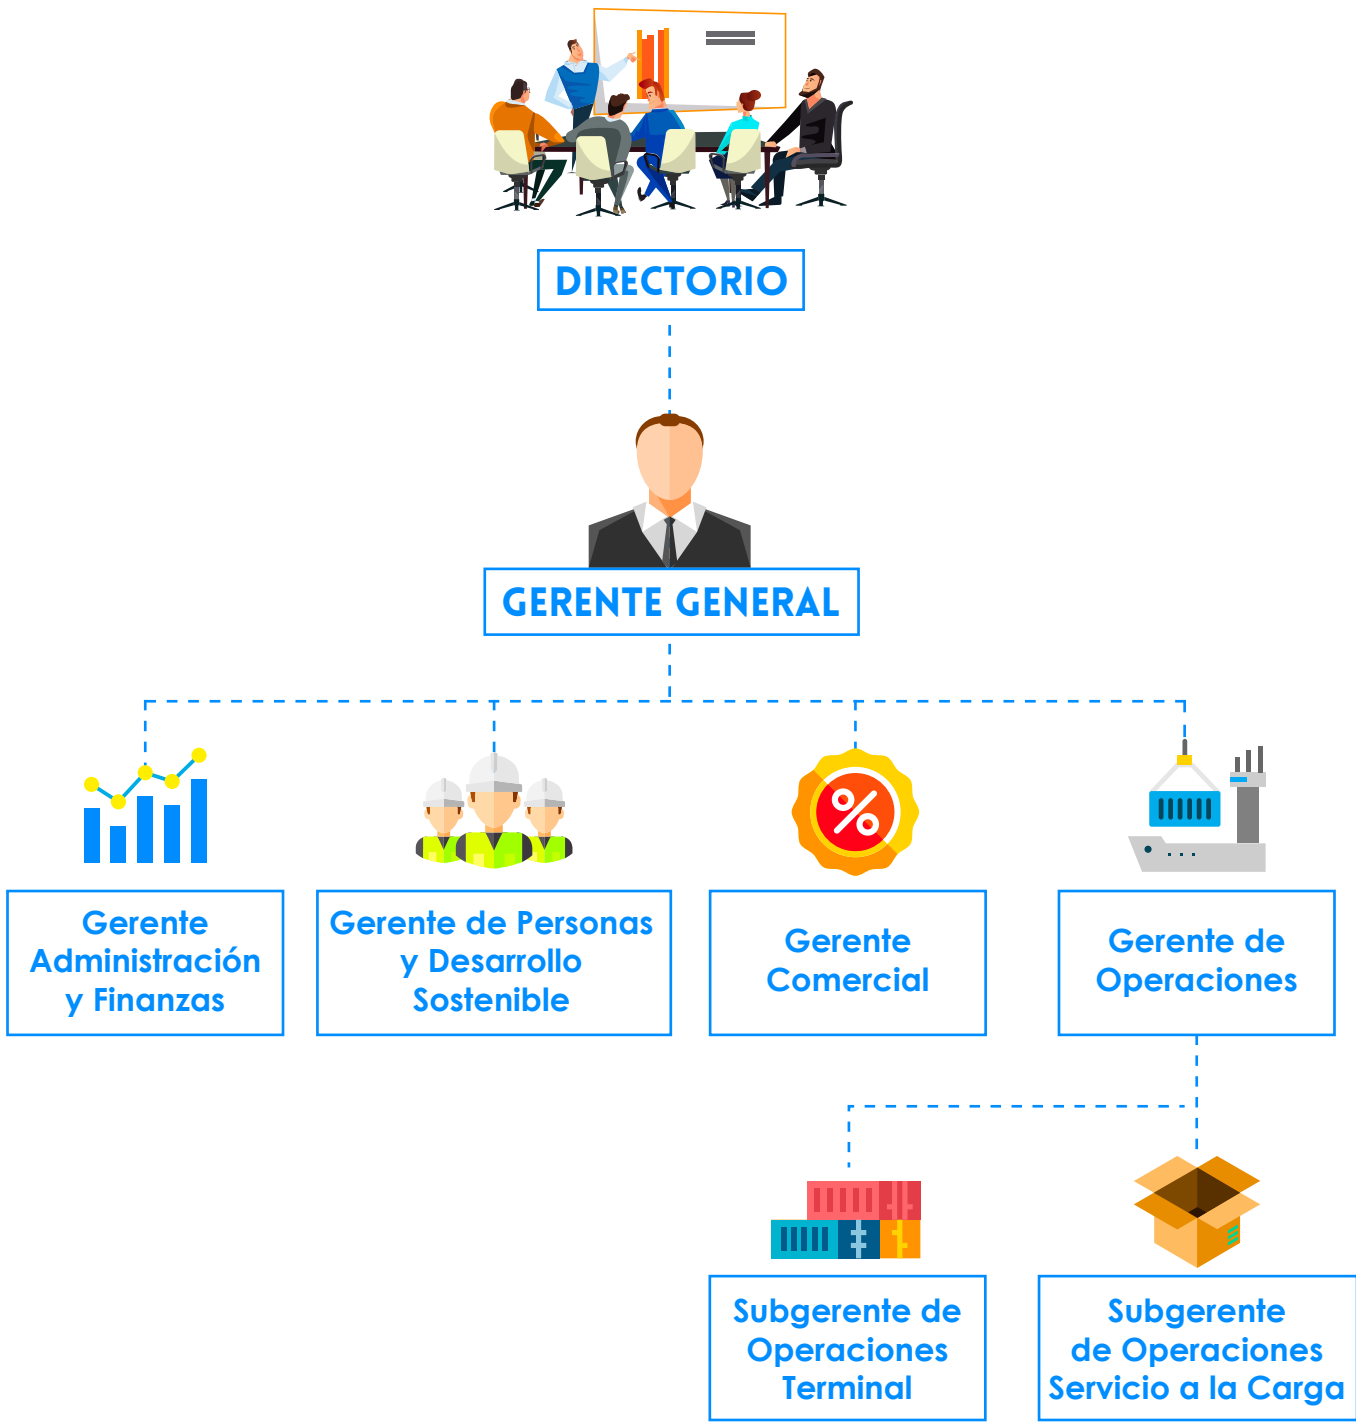 DIRECTORIO
GERENTE GENERAL
Gerente
Administración
y Finanzas
Gerente de Personas
y Desarrollo
Sostenible
Gerente
Comercial
Gerente de
Operaciones
Subgerente de
Operaciones
Terminal
Subgerente
de Operaciones
Servicio a la Carga